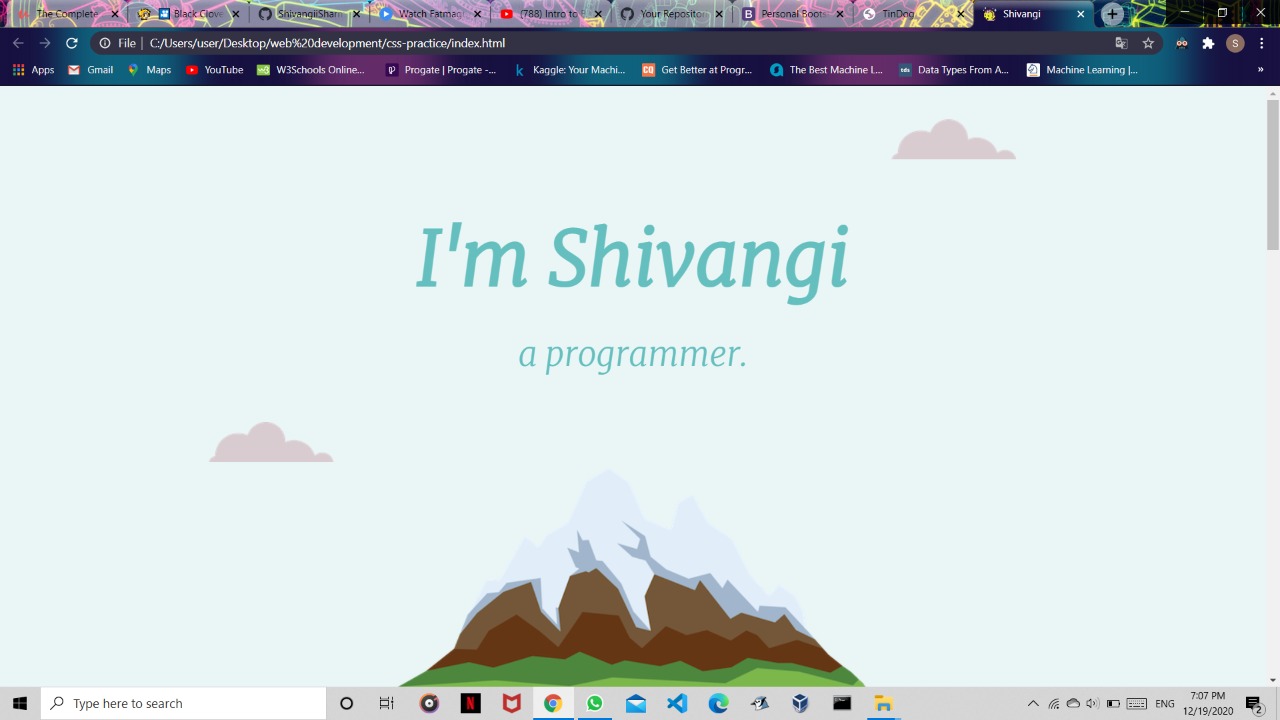 The Complete
Black Clove
ShivangiiSharn
Watch Fatmag
(788) Intro to
Your Repositor
Personal Boots
TinDog
Shivangi
File | C:/Users/user/Desktop/web%20development/css-practice/index.html
S
Apps
Gmail
Maps
YouTube
W3Schools Online...
Progate | Progate -...
Kaggle: Your Machi...
Get Better at Progr...
The Best Machine L...
Data Types From A...
Machine Learning |...
»
I'm Shivangi
a programmer.
Type here to search
ENG
7:07 PM
12/19/2020
2